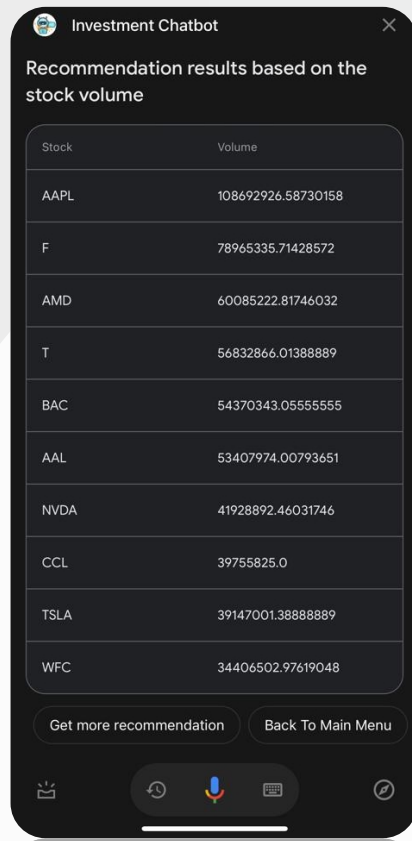 Investment Chatbot
Recommendation results based on the
stock volume
Stock Volume
AAPL 108692926.58730158
F 78965335.71428572
AMD 60085222.81746032
T 56832866.01388889
BAC 54370343.05555555
AAL 53407974.00793651
NVDA 41928892.46031746
CCL 39755825.0
TSLA 39147001.38888889
WFC 34406502.97619048
Get more recommendation Back To Main Menu